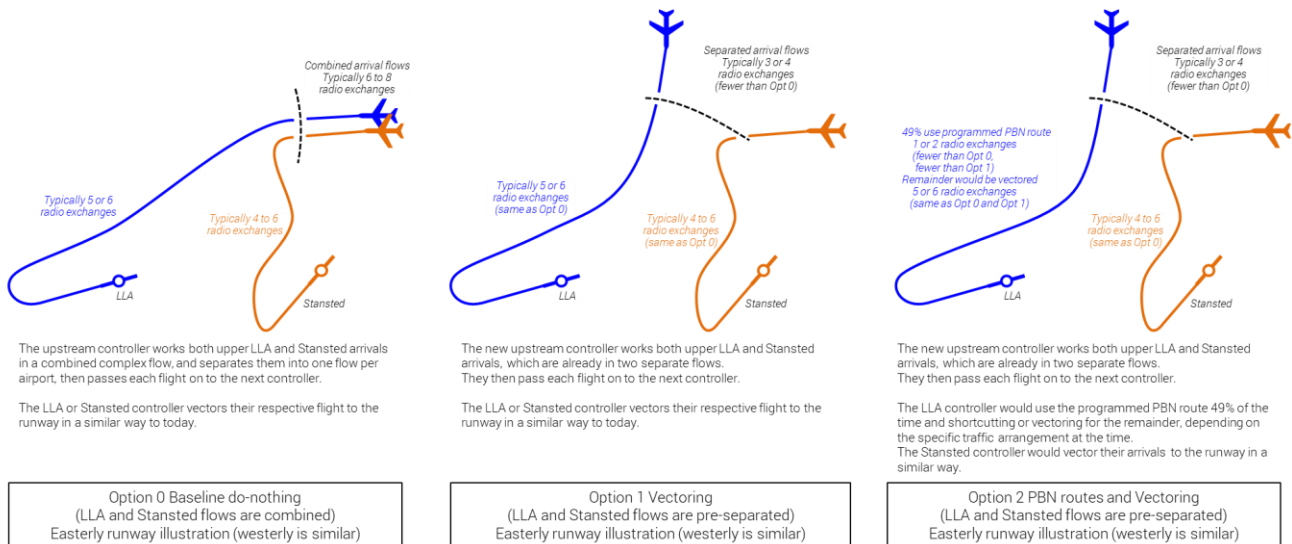 Combined arrival flows
Typically 6 to 8
radio exchanges
Typically 5 or 6
radio exchanges
Typically 4 to 6
radio exchanges
LLA
Stansted
The upstream controller works both upper LLA and Stansted arrivals
in a combined complex flow, and separates them into one flow per
airport, then passes each flight on to the next controller.
The LLA or Stansted controller vectors their respective flight to the
runway in a similar way to today.
Option 0 Baseline do-nothing
(LLA and Stansted flows are combined)
Easterly runway illustration (westerly is similar)
Separated arrival flows
Typically 3 or 4
radio exchanges
(fewer than Opt 0)
Typically 5 or 6
radio exchanges
(same as Opt 0)
Typically 4 to 6
radio exchanges
(same as Opt 0)
LLA
Stansted
The new upstream controller works both upper LLA and Stansted
arrivals, which are already in two separate flows.
They then pass each flight on to the next controller.
The LLA or Stansted controller vectors their respective flight to the
runway in a similar way to today.
Option 1 Vectoring
(LLA and Stansted flows are pre-separated)
Easterly runway illustration (westerly is similar)
Separated arrival flows
Typically 3 or 4
radio exchanges
(fewer than Opt 0)
49% use programmed PBN route
1 or 2 radio exchanges
(fewer than Opt 0,
fewer than Opt 1)
Remainder would be vectored
5 or 6 radio exchanges
(same as Opt 0 and Opt 1)
Typically 4 to 6
radio exchanges
(same as Opt 0)
LLA
Stansted
The new upstream controller works both upper LLA and Stansted
arrivals, which are already in two separate flows.
They then pass each flight on to the next controller.
The LLA controller would use the programmed PBN route 49% of the
time and shortcutting or vectoring for the remainder, depending on
the specific traffic arrangement at the time.
The Stansted controller would vector their arrivals to the runway in a
similar way.
Option 2 PBN routes and Vectoring
(LLA and Stansted flows are pre-separated)
Easterly runway illustration (westerly is similar)